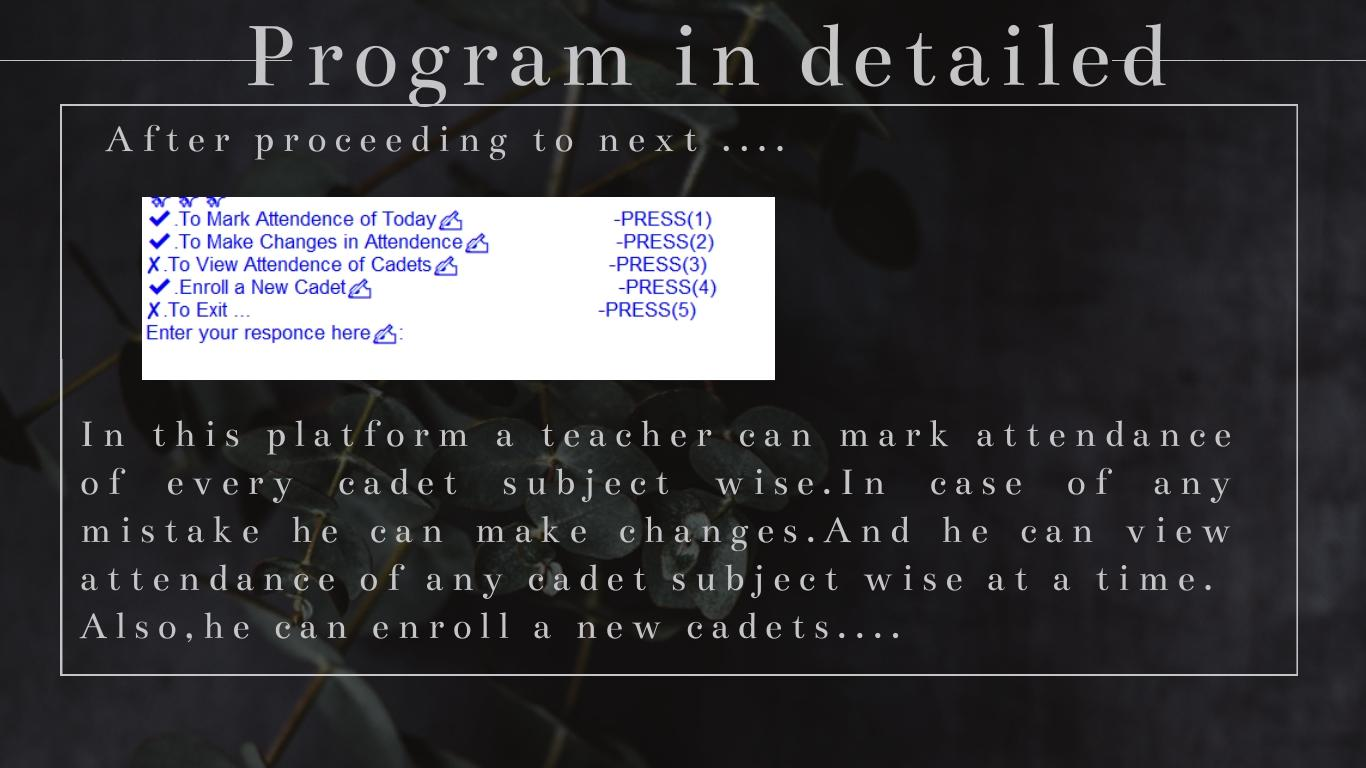 Program in detailed
After proceeding to next ....
✔.To Mark Attendence of Today✍ -PRESS(1)
✔.To Make Changes in Attendence✍ -PRESS(2)
✗.To View Attendence of Cadets✍ -PRESS(3)
✔.Enroll a New Cadet✍ -PRESS(4)
✗.To Exit ... -PRESS(5)
Enter your responce here✍:
In this platform a teacher can mark attendance
of every cadet subject wise.In case of any
mistake he can make changes.And he can view
attendance of any cadet subject wise at a time.
Also,he can enroll a new cadets....